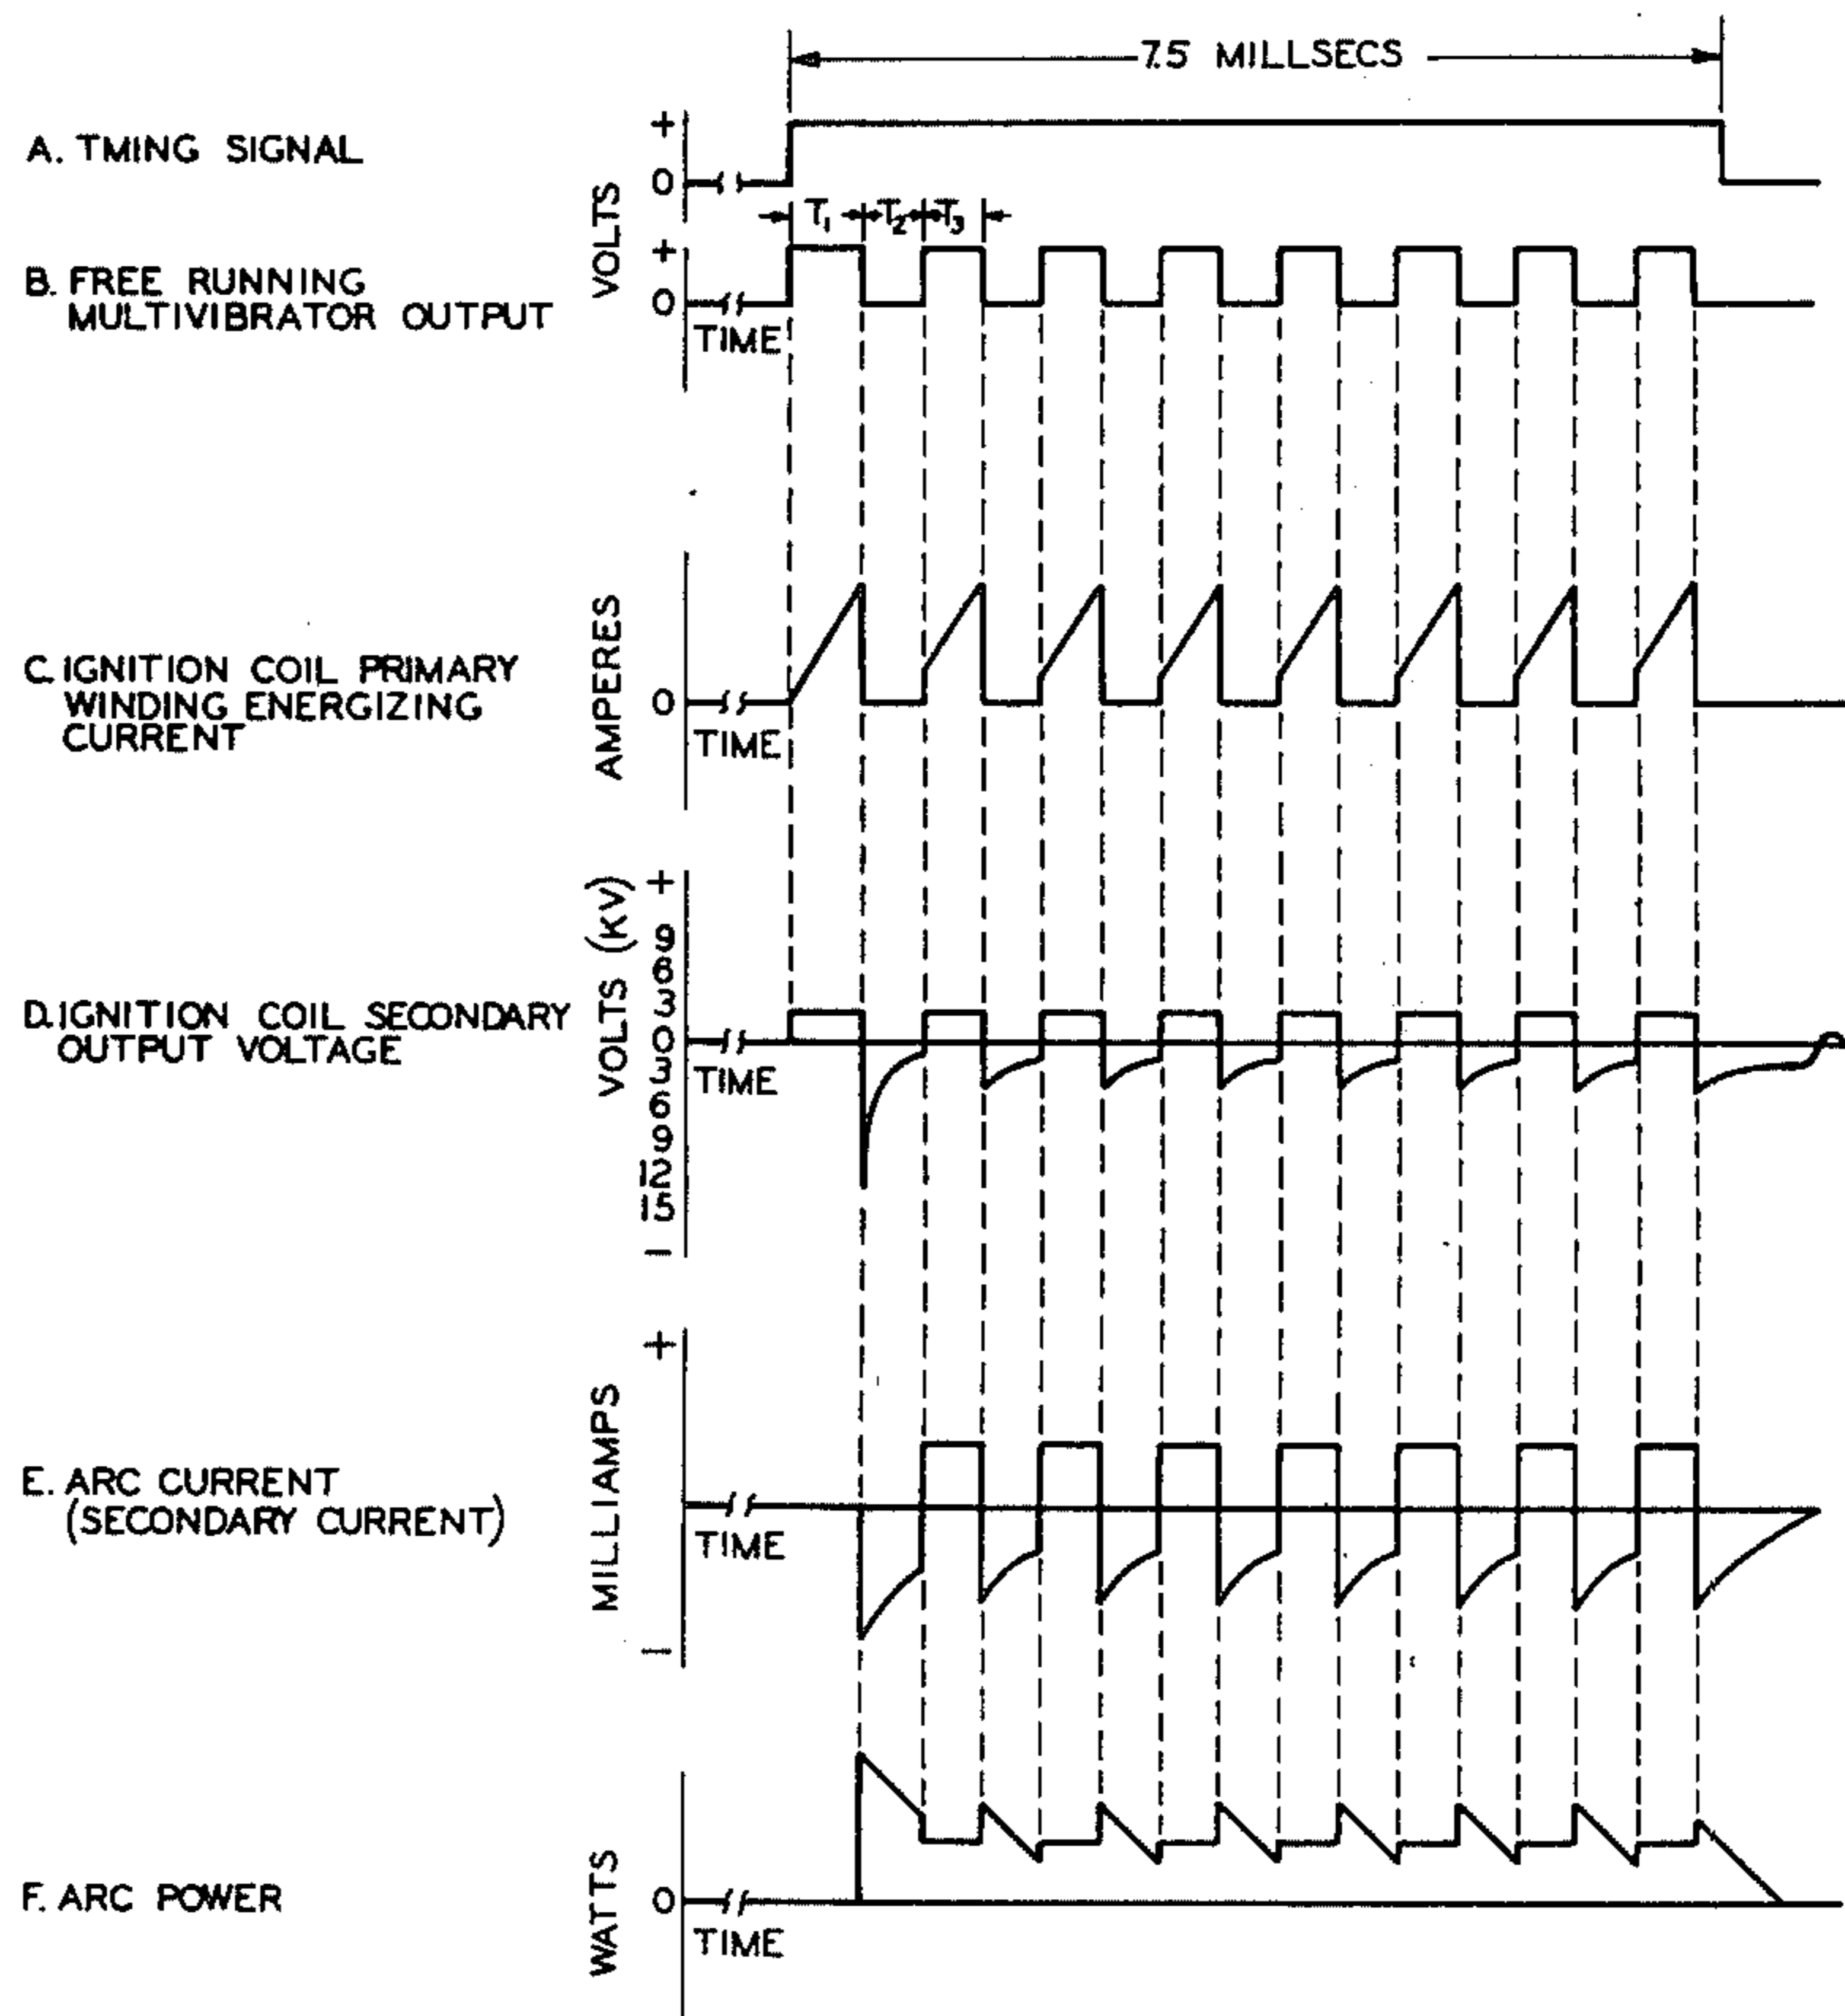 7.5 MILLSECS
A. TMING SIGNAL
+
0
VOLTS
T1 T2 T3
B. FREE RUNNING
MULTIVIBRATOR OUTPUT
+
0
TIME
C. IGNITION COIL PRIMARY
WINDING ENERGIZING
CURRENT
AMPERES
0
TIME
D. IGNITION COIL SECONDARY
OUTPUT VOLTAGE
VOLTS (KV)
+
9
6
3
0
3
6
9
12
15
-
TIME
E. ARC CURRENT
(SECONDARY CURRENT)
MILLIAMPS
+
-
TIME
F. ARC POWER
WATTS
0
TIME